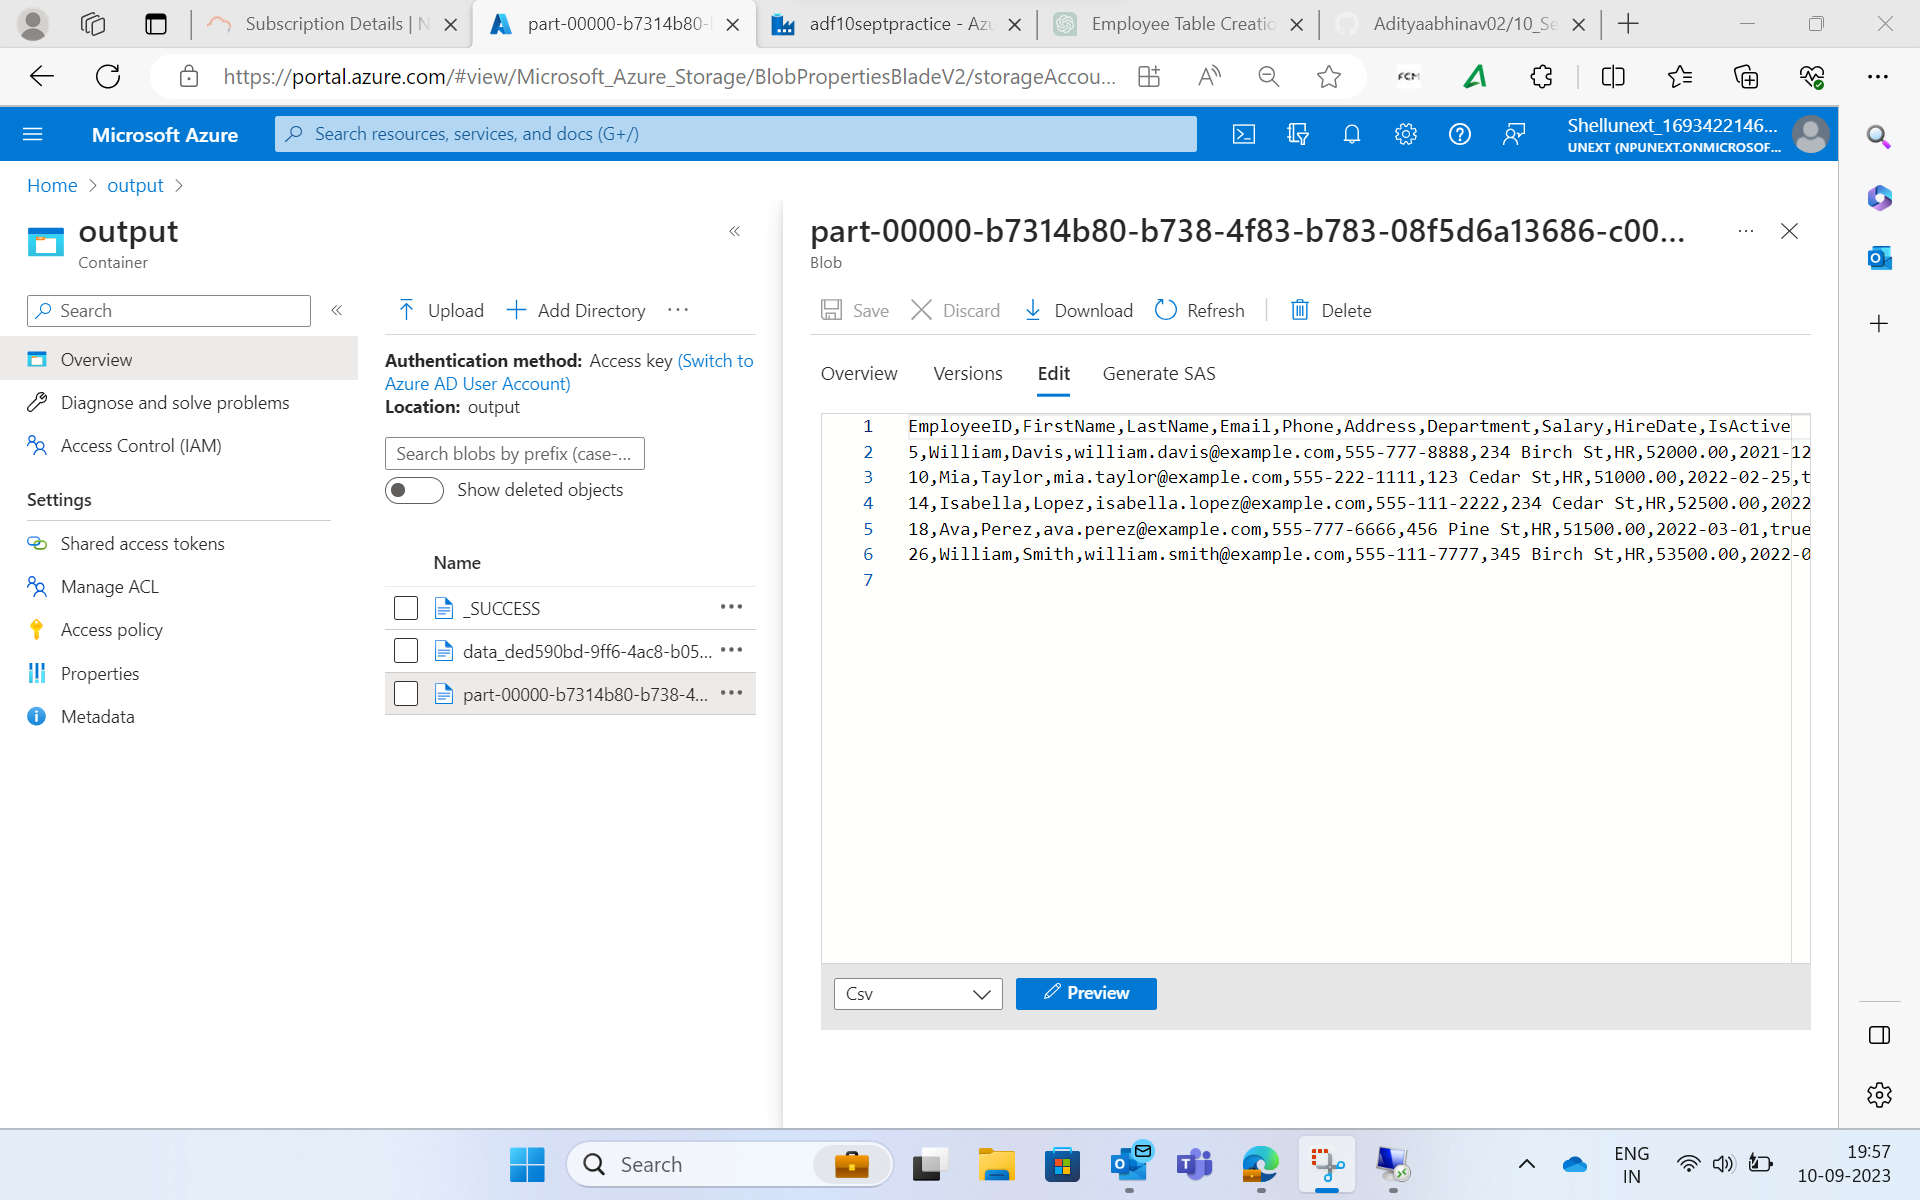 Subscription Details | N
part-00000-b7314b80-
adf10septpractice - Azu
Employee Table Creatio
Adityaabhinav02/10_Se
https://portal.azure.com/#view/Microsoft_Azure_Storage/BlobPropertiesBladeV2/storageAccou...
FCM
Microsoft Azure
Search resources, services, and docs (G+/)
Shellunext_1693422146...
UNEXT (NPUNEXT.ONMICROSOF...
Home > output >
output
Container
Search
Overview
Diagnose and solve problems
Access Control (IAM)
Settings
Shared access tokens
Manage ACL
Access policy
Properties
Metadata
Upload
Add Directory
Authentication method: Access key (Switch to
Azure AD User Account)
Location: output
Search blobs by prefix (case-...
Show deleted objects
Name
_SUCCESS
data_ded590bd-9ff6-4ac8-b05...
part-00000-b7314b80-b738-4...
part-00000-b7314b80-b738-4f83-b783-08f5d6a13686-c00...
Blob
Save
Discard
Download
Refresh
Delete
Overview
Versions
Edit
Generate SAS
1 EmployeeID,FirstName,LastName,Email,Phone,Address,Department,Salary,HireDate,IsActive
2 5,William,Davis,william.davis@example.com,555-777-8888,234 Birch St,HR,52000.00,2021-12
3 10,Mia,Taylor,mia.taylor@example.com,555-222-1111,123 Cedar St,HR,51000.00,2022-02-25,t
4 14,Isabella,Lopez,isabella.lopez@example.com,555-111-2222,234 Cedar St,HR,52500.00,2022
5 18,Ava,Perez,ava.perez@example.com,555-777-6666,456 Pine St,HR,51500.00,2022-03-01,true
6 26,William,Smith,william.smith@example.com,555-111-7777,345 Birch St,HR,53500.00,2022-0
7
Csv
Preview
Search
ENG
IN
19:57
10-09-2023